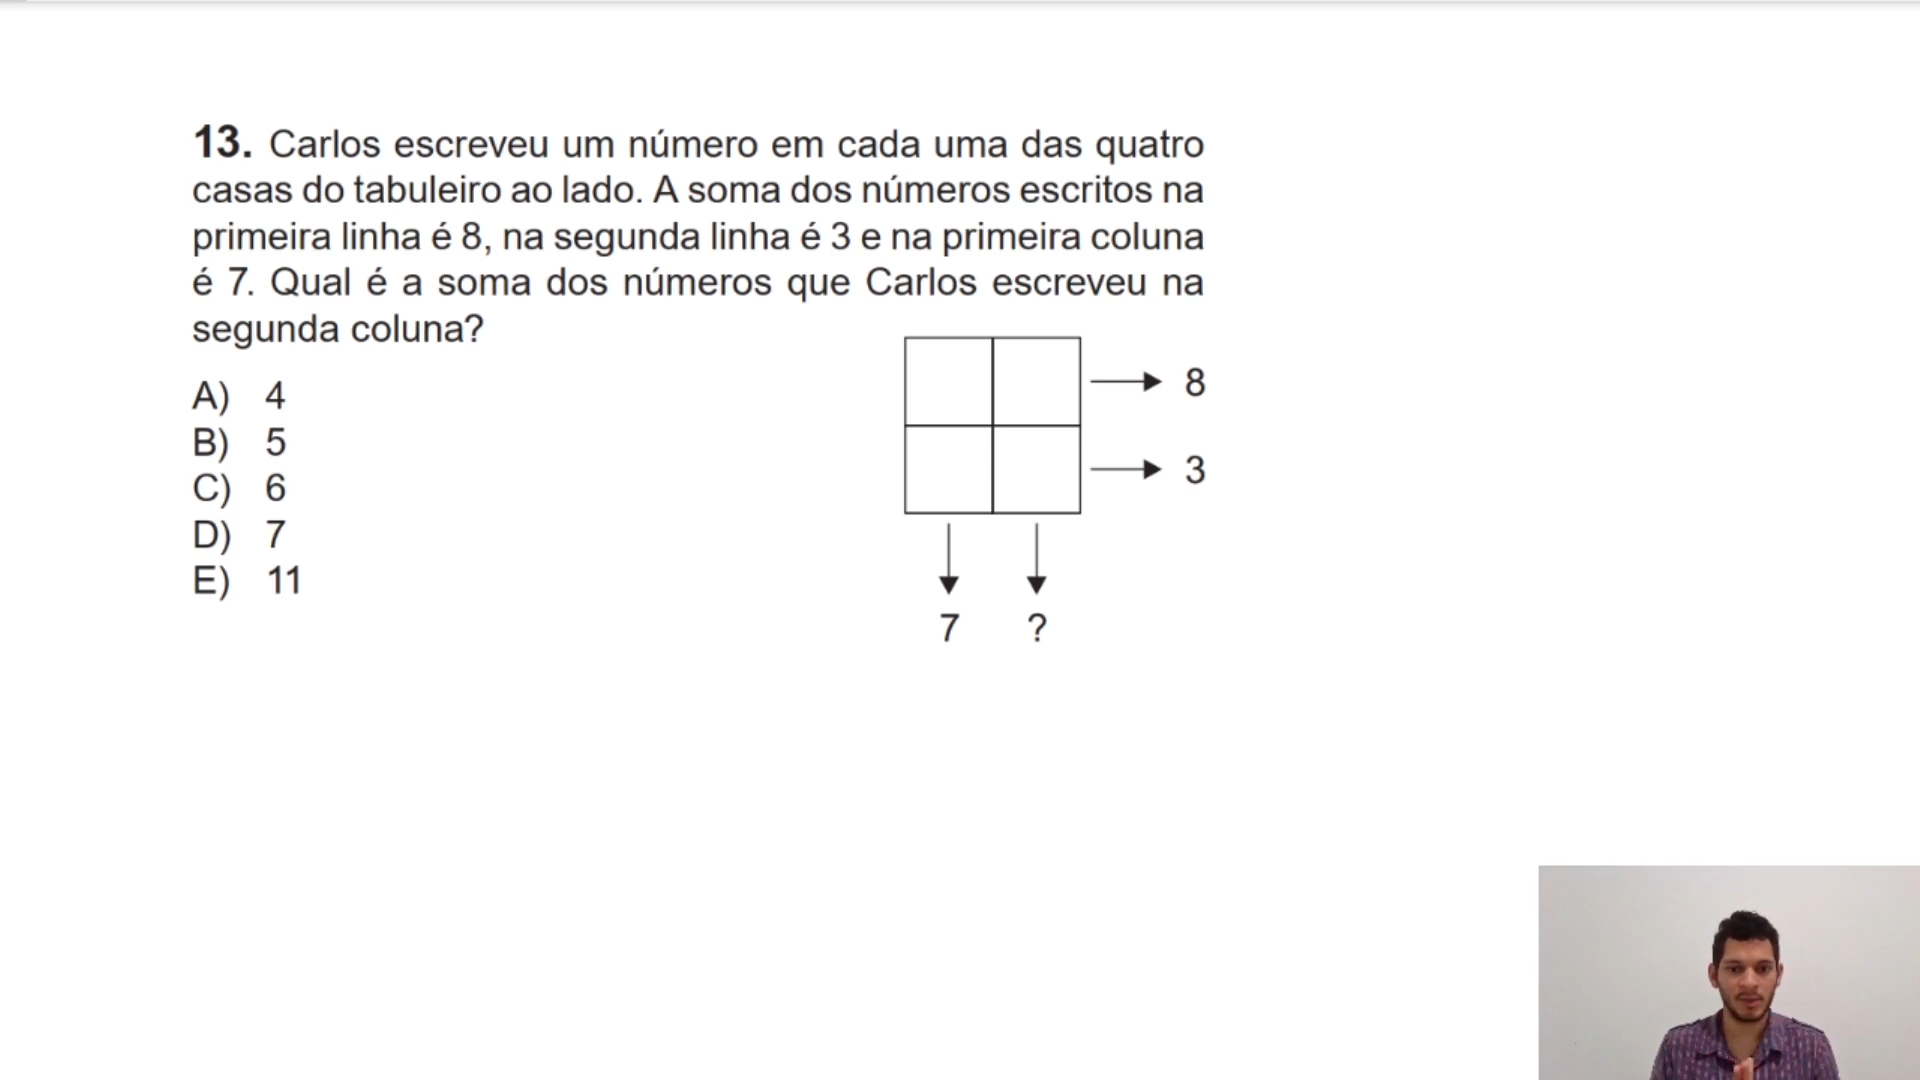 13. Carlos escreveu um número em cada uma das quatro
casas do tabuleiro ao lado. A soma dos números escritos na
primeira linha é 8, na segunda linha é 3 e na primeira coluna
é 7. Qual é a soma dos números que Carlos escreveu na
segunda coluna?
A) 4
B) 5
C) 6
D) 7
E) 11
8
3
7 ?